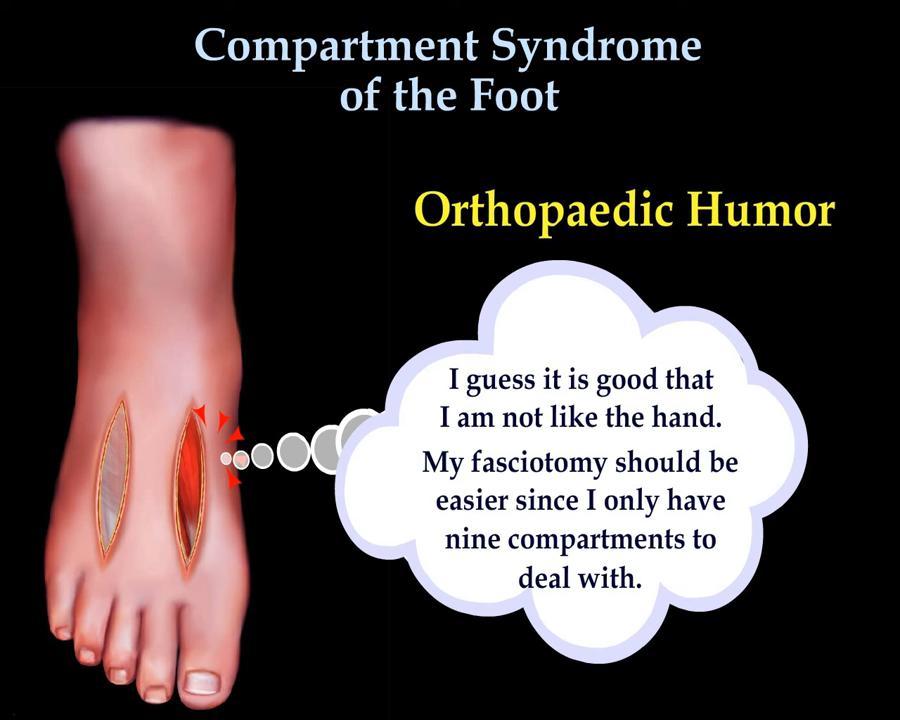 Compartment Syndrome
of the Foot
Orthopaedic Humor
I guess it is good that
I am not like the hand.
My fasciotomy should be
easier since I only have
nine compartments to
deal with.